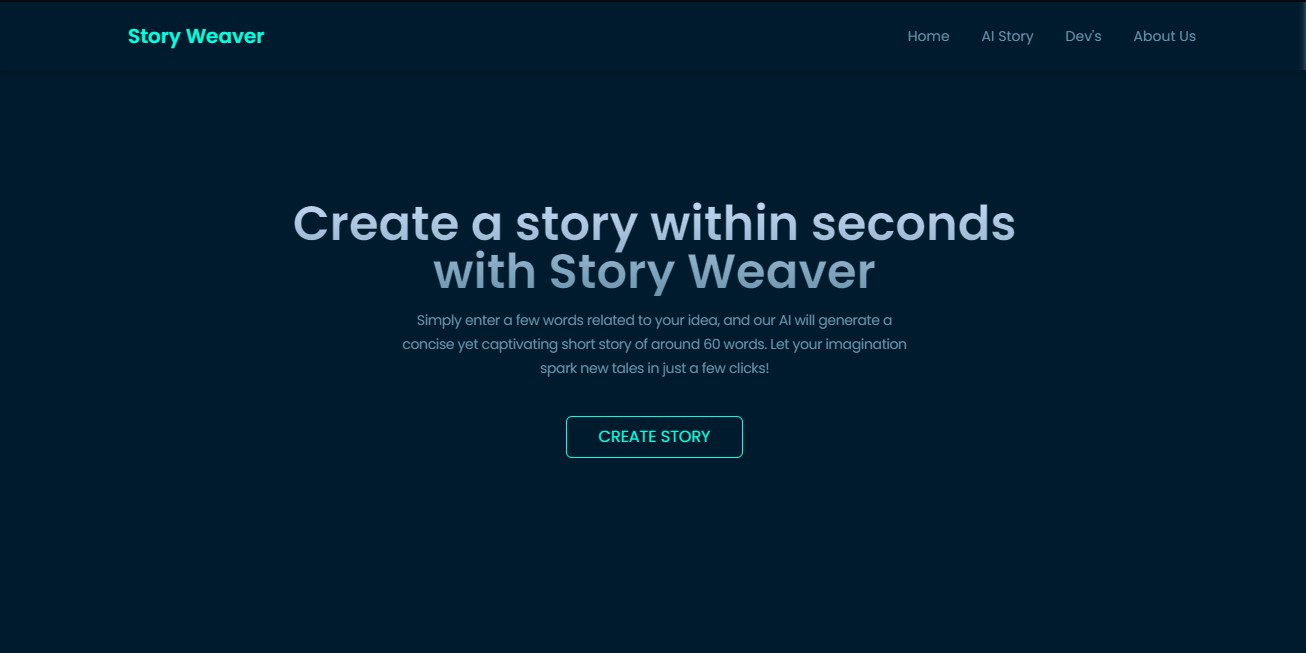 Story Weaver
Home
AI Story
Dev's
About Us
Create a story within seconds
with Story Weaver
Simply enter a few words related to your idea, and our AI will generate a
concise yet captivating short story of around 60 words. Let your imagination
spark new tales in just a few clicks!
CREATE STORY